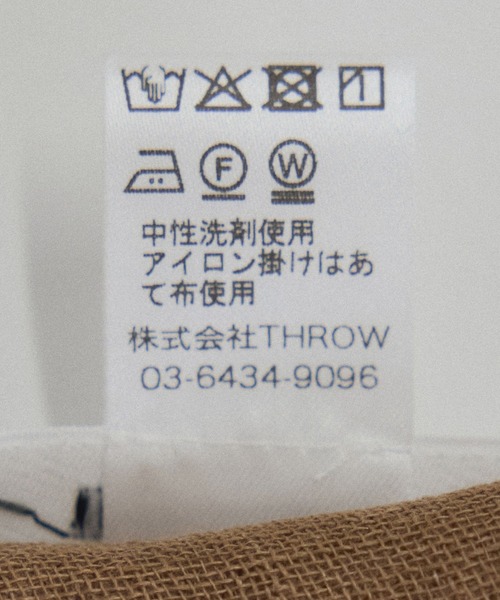 F W
中性洗剤使用
アイロン掛けはあ
て布使用
株式会社THROW
03-6434-9096